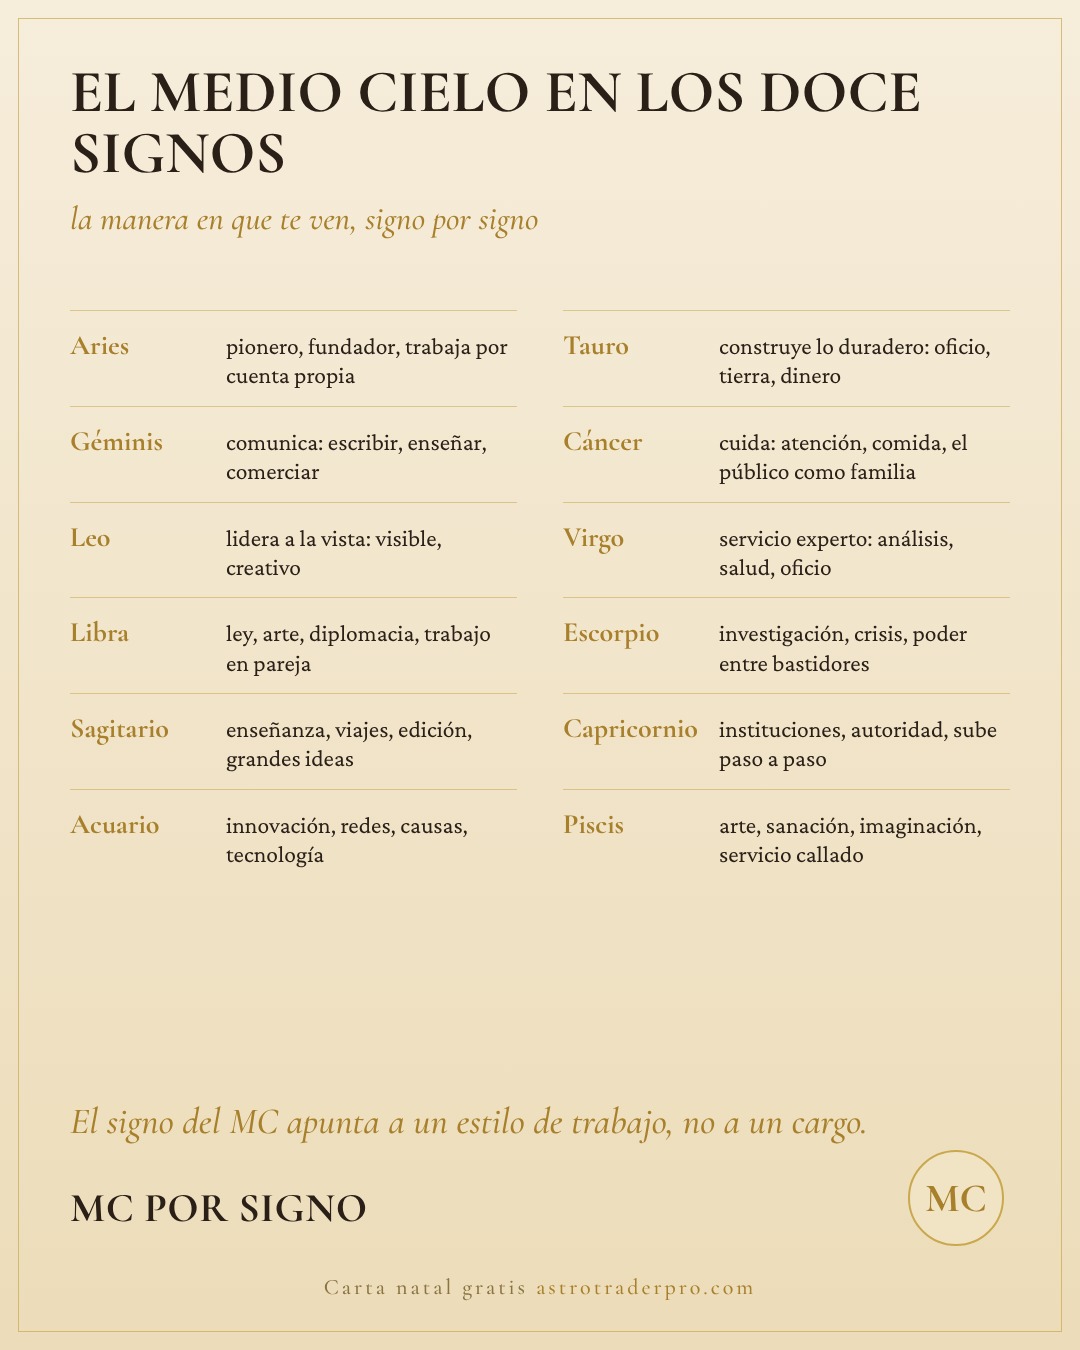 EL MEDIO CIELO EN LOS DOCE
SIGNOS
la manera en que te ven, signo por signo
Aries
pionero, fundador, trabaja por
cuenta propia
Tauro
construye lo duradero: oficio,
tierra, dinero
Géminis
comunica: escribir, enseñar,
comerciar
Cáncer
cuida: atención, comida, el
público como familia
Leo
lidera a la vista: visible,
creativo
Virgo
servicio experto: análisis,
salud, oficio
Libra
ley, arte, diplomacia, trabajo
en pareja
Escorpio
investigación, crisis, poder
entre bastidores
Sagitario
enseñanza, viajes, edición,
grandes ideas
Capricornio
instituciones, autoridad, sube
paso a paso
Acuario
innovación, redes, causas,
tecnología
Piscis
arte, sanación, imaginación,
servicio callado
El signo del MC apunta a un estilo de trabajo, no a un cargo.
MC POR SIGNO
MC
Carta natal gratis astrotraderpro.com